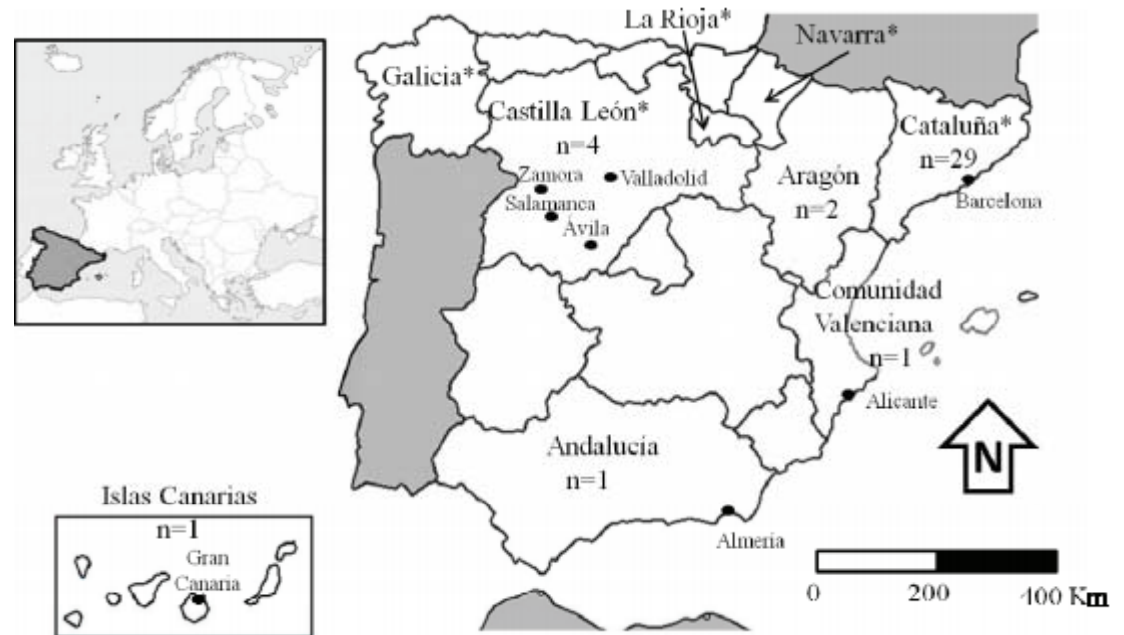 La Rioja*
Navarra*
Galicia*
Castilla León*
n=4
Cataluña*
n=29
Zamora
Valladolid
Aragón
n=2
Salamanca
Barcelona
Ávila
Comunidad
Valenciana
n=1
Alicante
Andalucía
n=1
N
Islas Canarias
n=1
Almeria
Gran
Canaria
0 200 400 Km